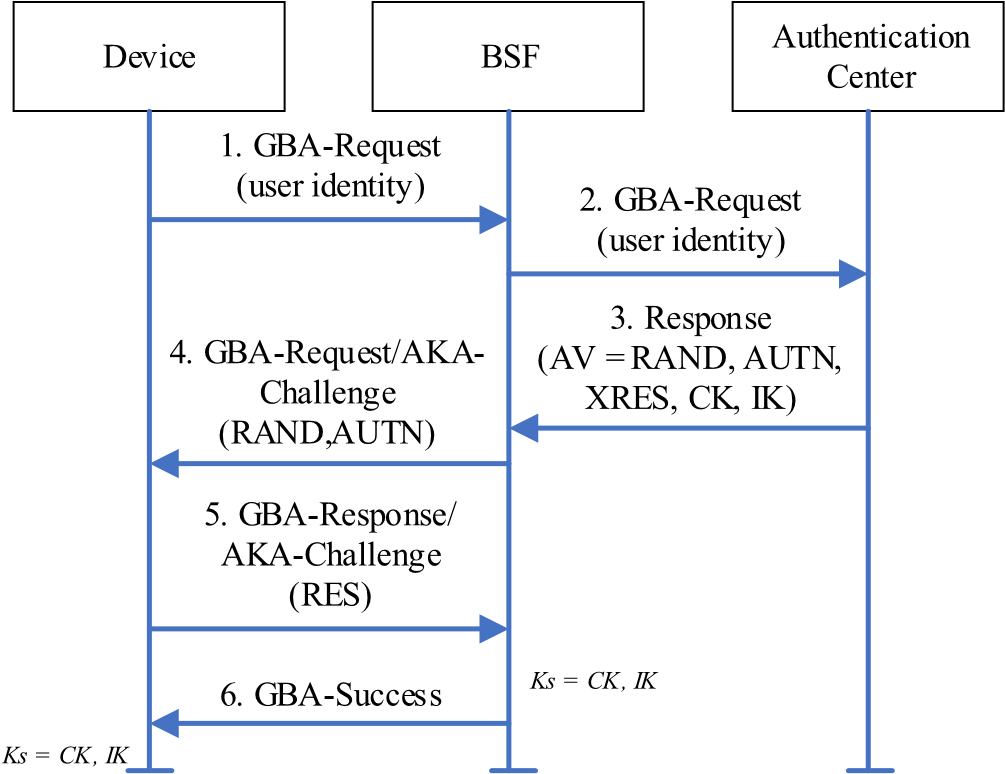 Device
BSF
Authentication
Center
1. GBA-Request
(user identity)
2. GBA-Request
(user identity)
3. Response
(AV = RAND, AUTN,
XRES, CK, IK)
4. GBA-Request/AKA-
Challenge
(RAND,AUTN)
5. GBA-Response/
AKA-Challenge
(RES)
Ks = CK, IK
6. GBA-Success
Ks = CK, IK